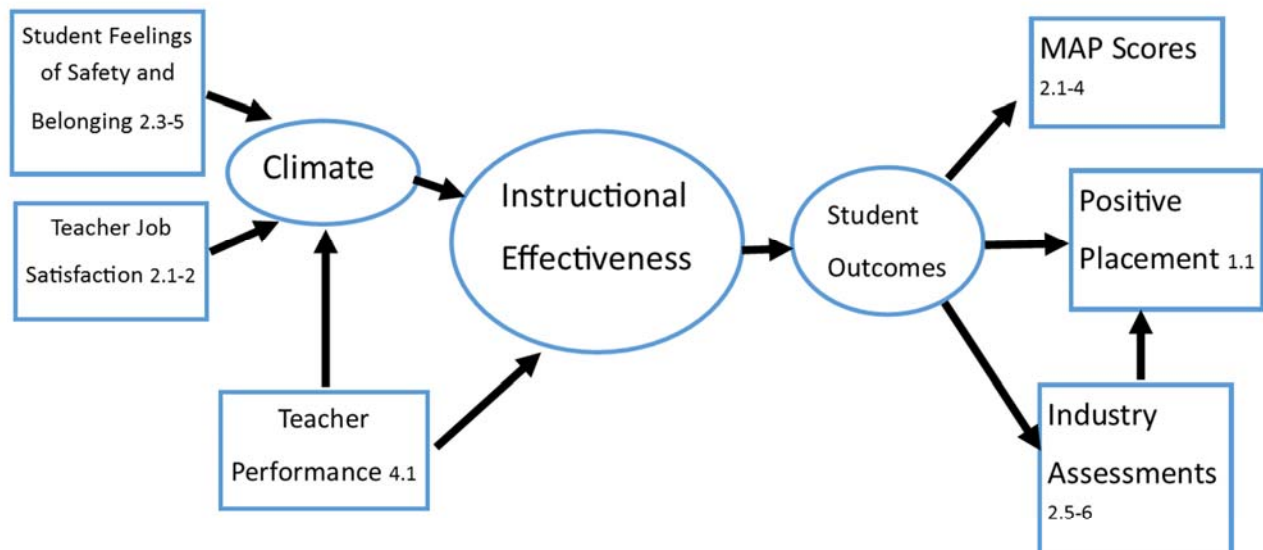 Student Feelings
of Safety and
Belonging 2.3-5
Teacher Job
Satisfaction 2.1-2
Climate
Teacher
Performance 4.1
Instructional
Effectiveness
Student
Outcomes
MAP Scores
2.1-4
Positive
Placement 1.1
Industry
Assessments
2.5-6